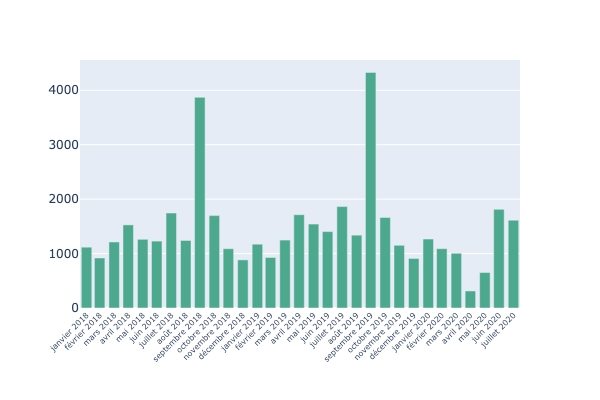 4000
3000
2000
1000
0
janvier 2018
février 2018
mars 2018
avril 2018
mai 2018
juin 2018
juillet 2018
août 2018
septembre 2018
octobre 2018
novembre 2018
décembre 2018
janvier 2019
février 2019
mars 2019
avril 2019
mai 2019
juin 2019
juillet 2019
août 2019
septembre 2019
octobre 2019
novembre 2019
décembre 2019
janvier 2020
février 2020
mars 2020
avril 2020
mai 2020
juin 2020
juillet 2020